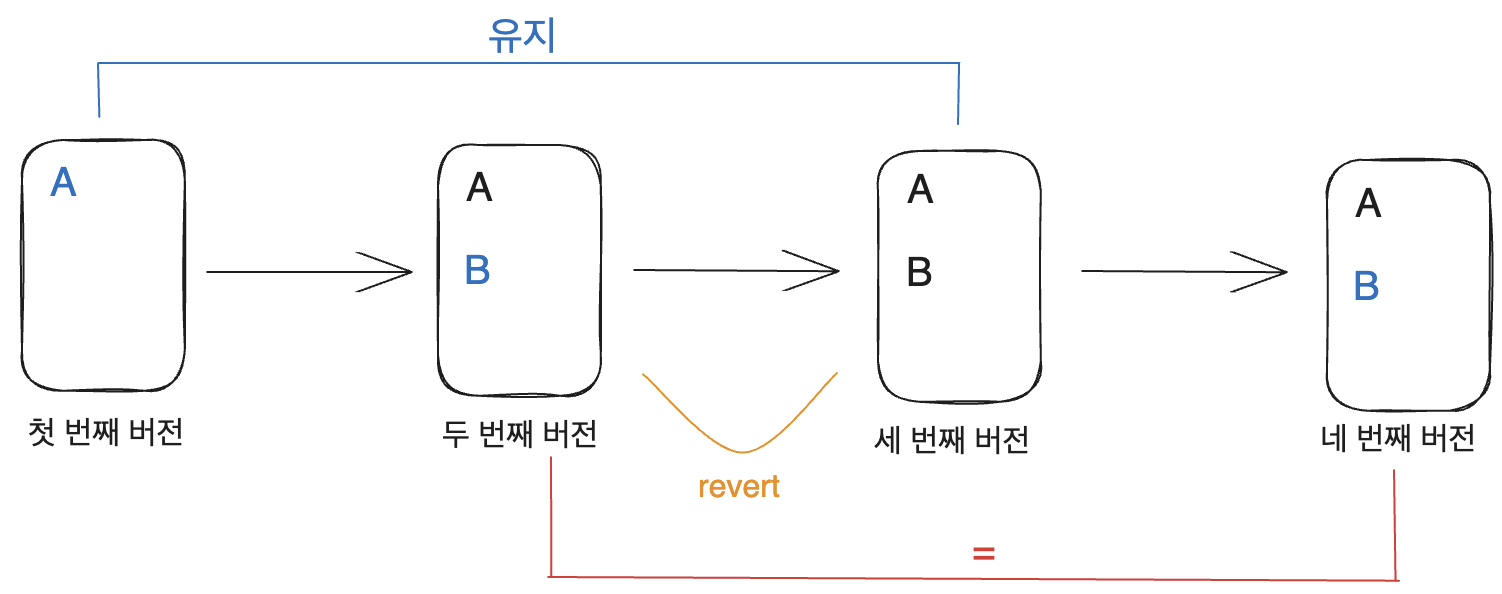 유지
A
A
B
A
B
A
B
첫 번째 버전
두 번째 버전
세 번째 버전
네 번째 버전
revert
=